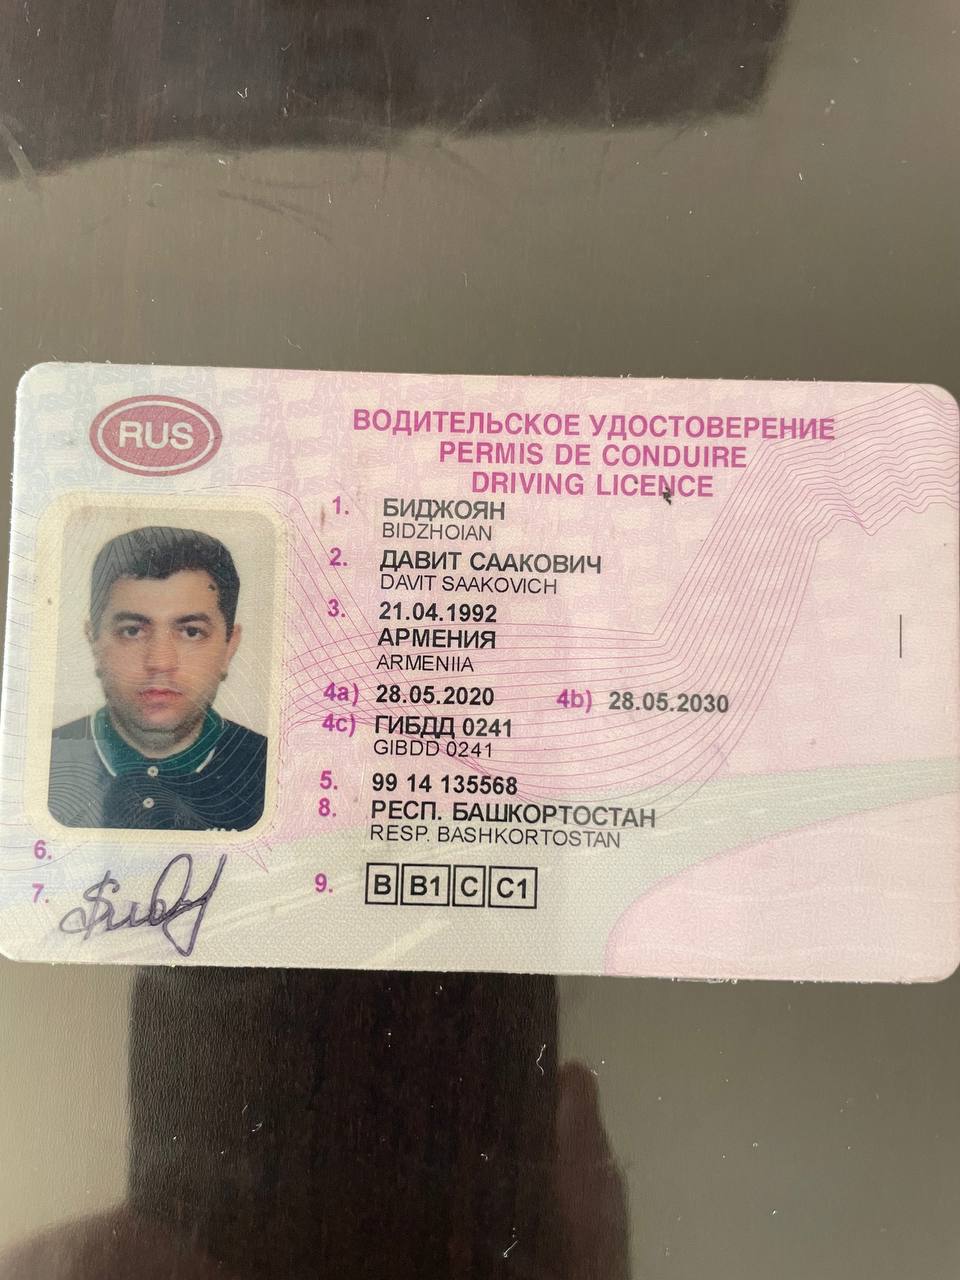 RUS
ВОДИТЕЛЬСКОЕ УДОСТОВЕРЕНИЕ
PERMIS DE CONDUIRE
DRIVING LICENCE
1. БИДЖОЯН
BIDZHOIAN
2. ДАВИТ СААКОВИЧ
DAVIT SAAKOVICH
3. 21.04.1992
АРМЕНИЯ
ARMENIIA
4a) 28.05.2020 4b) 28.05.2030
4c) ГИБДД 0241
GIBDD 0241
5. 99 14 135568
8. РЕСП. БАШКОРТОСТАН
RESP. BASHKORTOSTAN
6.
7.
9. B B1 C C1